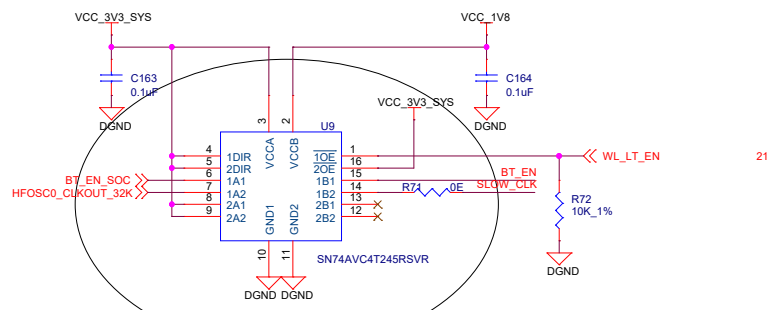 VCC_3V3_SYS
VCC_1V8
C163
0.1uF
DGND
C164
0.1uF
DGND
VCC_3V3_SYS
U9
3
2
VCCA
VCCB
4 1DIR
5 2DIR
BT_EN_SOC 6 1A1
HFOSC0_CLKOUT_32K 7 1A2
8 2A1
9 2A2
1OE 1
2OE 16
1B1 15 BT_EN
1B2 14 R71 0E SLOW_CLK
2B1 13
2B2 12
WL_LT_EN 21
R72
10K_1%
DGND
GND1
GND2
10
11
SN74AVC4T245RSVR
DGND DGND